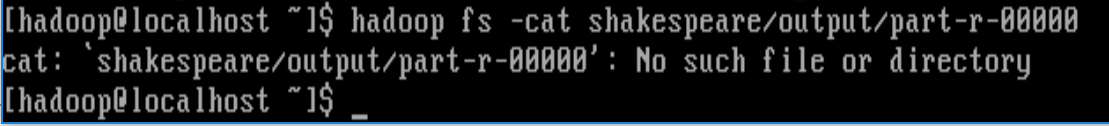 [hadoop@localhost ~]$ hadoop fs -cat shakespeare/output/part-r-00000
cat: `shakespeare/output/part-r-00000': No such file or directory
[hadoop@localhost ~]$ _